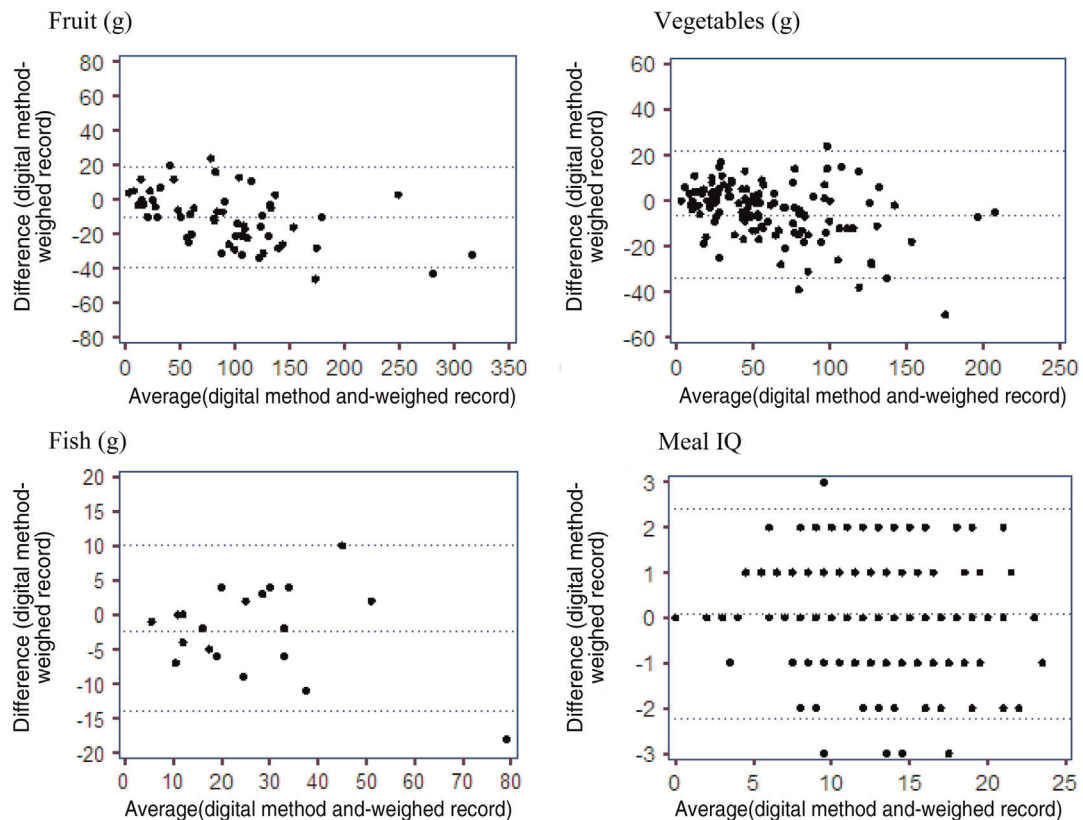 Fruit (g)
Difference (digital method-
weighed record)
80
60
40
20
0
-20
-40
-60
-80
0 50 100 150 200 250 300 350
Average(digital method and-weighed record)
Vegetables (g)
Difference (digital method-
weighed record)
60
40
20
0
-20
-40
-60
0 50 100 150 200 250
Average(digital method and-weighed record)
Fish (g)
Difference (digital method-
weighed record)
20
15
10
5
0
-5
-10
-15
-20
0 10 20 30 40 50 60 70 80
Average(digital method and-weighed record)
Meal IQ
Difference (digital method-
weighed record)
3
2
1
0
-1
-2
-3
0 5 10 15 20 25
Average(digital method and-weighed record)